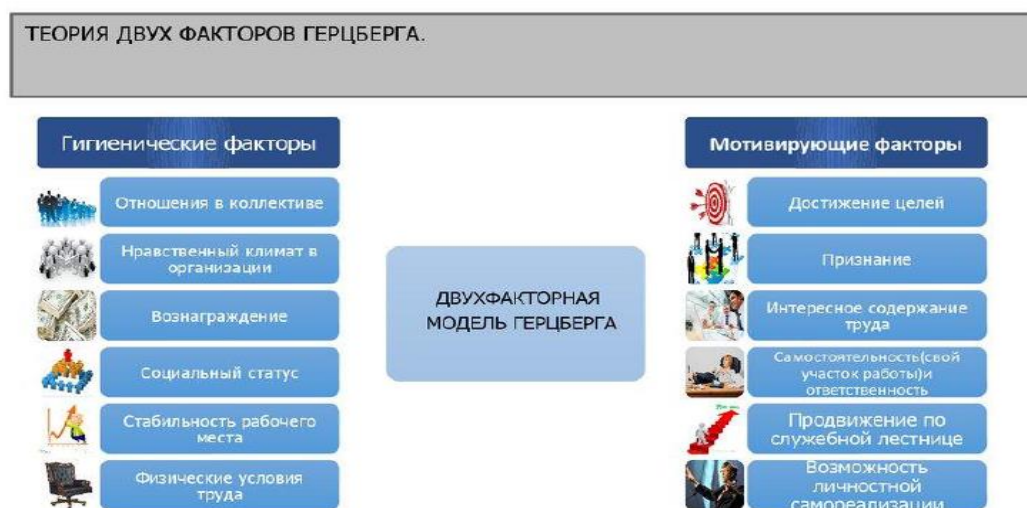 ТЕОРИЯ ДВУХ ФАКТОРОВ ГЕРЦБЕРГА.
Гигиенические факторы
Отношения в коллективе
Нравственный климат в
организации
Вознаграждение
Социальный статус
Стабильность рабочего
места
Физические условия
труда
ДВУХФАКТОРНАЯ
МОДЕЛЬ ГЕРЦБЕРГА
Мотивирующие факторы
Достижение целей
Признание
Интересное содержание
труда
Самостоятельность(свой
участок работы)и
ответственность
Продвижение по
служебной лестнице
Возможность
личностной
самореализации